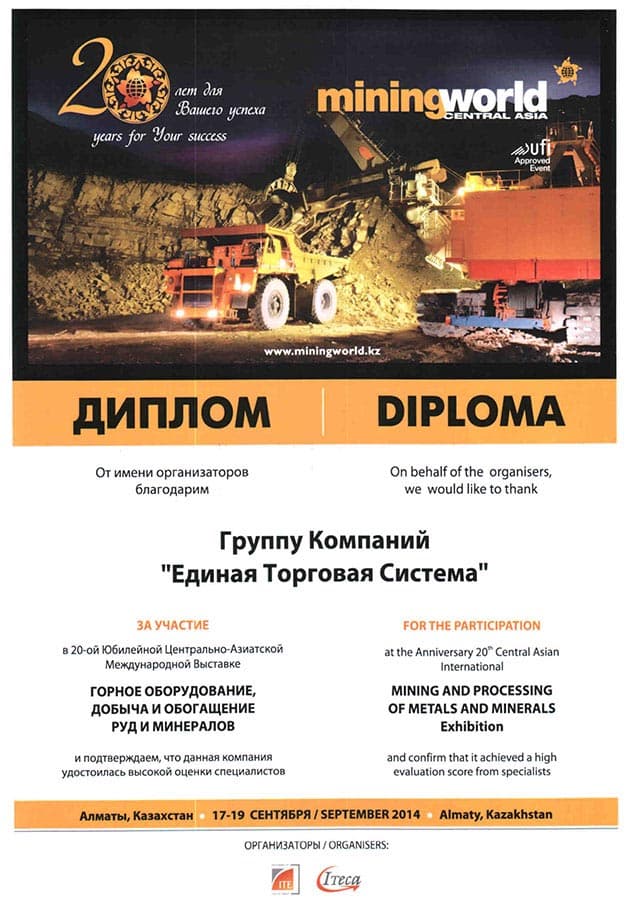 20 лет для
Вашего успеха
years for Your success
miningworld
CENTRAL ASIA
ufi
Approved
Event
www.miningworld.kz
ДИПЛОМ
DIPLOMA
От имени организаторов
благодарим
On behalf of the organisers,
we would like to thank
Группу Компаний
"Единая Торговая Система"
ЗА УЧАСТИЕ
в 20-ой Юбилейной Центрально-Азиатской
Международной Выставке
ГОРНОЕ ОБОРУДОВАНИЕ,
ДОБЫЧА И ОБОГАЩЕНИЕ
РУД И МИНЕРАЛОВ
и подтверждаем, что данная компания
удостоилась высокой оценки специалистов
FOR THE PARTICIPATION
at the Anniversary 20th Central Asian
International
MINING AND PROCESSING
OF METALS AND MINERALS
Exhibition
and confirm that it achieved a high
evaluation score from specialists
Алматы, Казахстан • 17-19 СЕНТЯБРЯ / SEPTEMBER 2014 • Almaty, Kazakhstan
ОРГАНИЗАТОРЫ / ORGANISERS:
ITE
Iteca